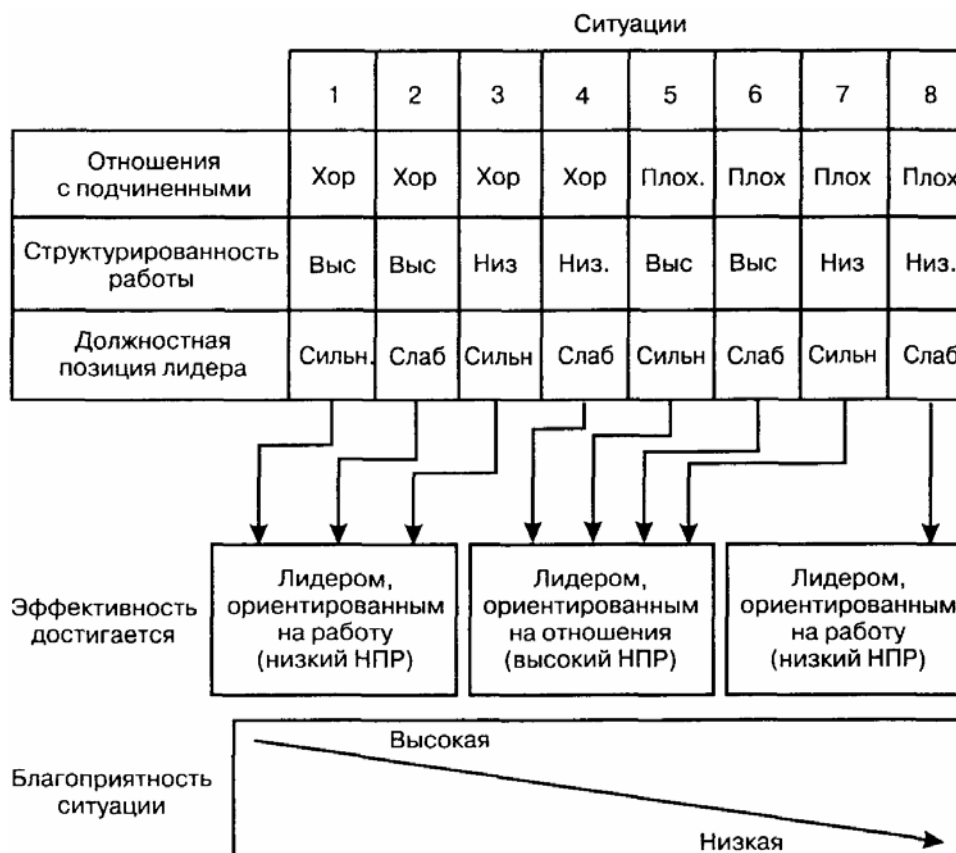 Ситуации
1 2 3 4 5 6 7 8
Отношения
с подчиненными
Хор Хор Хор Хор Плох. Плох Плох Плох
Структурированность
работы
Выс Выс Низ Низ. Выс Выс Низ Низ.
Должностная
позиция лидера
Сильн. Слаб Сильн Слаб Сильн Слаб Сильн Слаб
Эффективность
достигается
Лидером,
ориентированным
на работу
(низкий НПР)
Лидером,
ориентированным
на отношения
(высокий НПР)
Лидером,
ориентированным
на работу
(низкий НПР)
Благоприятность
ситуации
Высокая
Низкая